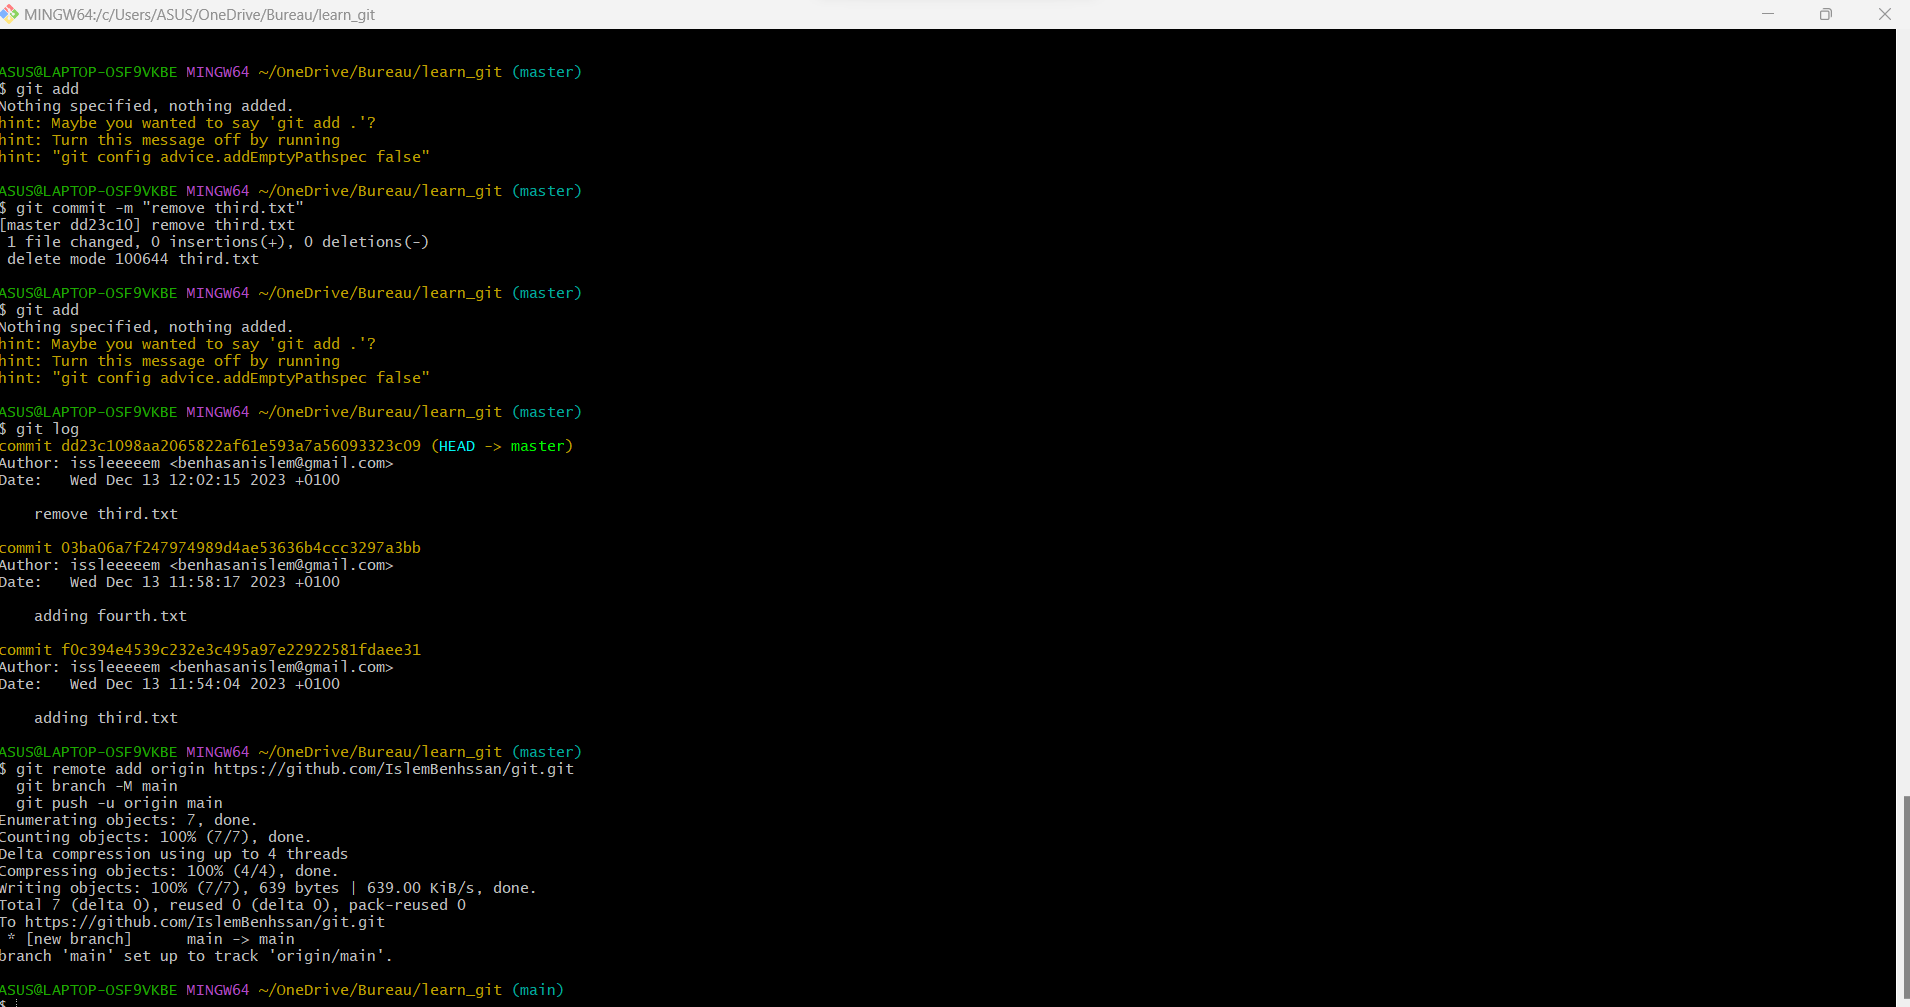 MINGW64:/c/Users/ASUS/OneDrive/Bureau/learn_git
ASUS@LAPTOP-OSF9VKBE MINGW64 ~/OneDrive/Bureau/learn_git (master)
$ git add
Nothing specified, nothing added.
hint: Maybe you wanted to say 'git add .'?
hint: Turn this message off by running
hint: "git config advice.addEmptyPathspec false"
ASUS@LAPTOP-OSF9VKBE MINGW64 ~/OneDrive/Bureau/learn_git (master)
$ git commit -m "remove third.txt"
[master dd23c10] remove third.txt
1 file changed, 0 insertions(+), 0 deletions(-)
delete mode 100644 third.txt
ASUS@LAPTOP-OSF9VKBE MINGW64 ~/OneDrive/Bureau/learn_git (master)
$ git add
Nothing specified, nothing added.
hint: Maybe you wanted to say 'git add .'?
hint: Turn this message off by running
hint: "git config advice.addEmptyPathspec false"
ASUS@LAPTOP-OSF9VKBE MINGW64 ~/OneDrive/Bureau/learn_git (master)
$ git log
commit dd23c1098aa2065822af61e593a7a56093323c09 (HEAD -> master)
Author: issleeeeem <benhasanislem@gmail.com>
Date:   Wed Dec 13 12:02:15 2023 +0100
remove third.txt
commit 03ba06a7f247974989d4ae53636b4ccc3297a3bb
Author: issleeeeem <benhasanislem@gmail.com>
Date:   Wed Dec 13 11:58:17 2023 +0100
adding fourth.txt
commit f0c394e4539c232e3c495a97e22922581fdaee31
Author: issleeeeem <benhasanislem@gmail.com>
Date:   Wed Dec 13 11:54:04 2023 +0100
adding third.txt
ASUS@LAPTOP-OSF9VKBE MINGW64 ~/OneDrive/Bureau/learn_git (master)
$ git remote add origin https://github.com/IslemBenhssan/git.git
git branch -M main
git push -u origin main
Enumerating objects: 7, done.
Counting objects: 100% (7/7), done.
Delta compression using up to 4 threads
Compressing objects: 100% (4/4), done.
Writing objects: 100% (7/7), 639 bytes | 639.00 KiB/s, done.
Total 7 (delta 0), reused 0 (delta 0), pack-reused 0
To https://github.com/IslemBenhssan/git.git
* [new branch]      main -> main
branch 'main' set up to track 'origin/main'.
ASUS@LAPTOP-OSF9VKBE MINGW64 ~/OneDrive/Bureau/learn_git (main)
$